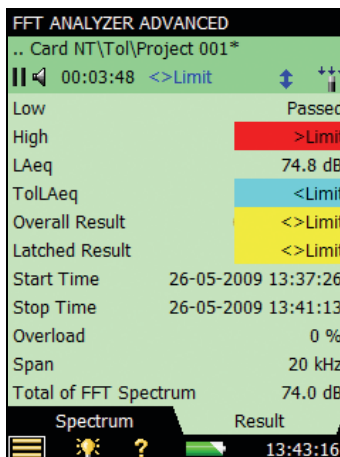 FFT ANALYZER ADVANCED
.. Card NT\Tol\Project 001*
00:03:48 <>Limit
Low Passed
High >Limit
LAeq 74.8 dB
TolLAeq <Limit
Overall Result <>Limit
Latched Result <>Limit
Start Time 26-05-2009 13:37:26
Stop Time 26-05-2009 13:41:13
Overload 0 %
Span 20 kHz
Total of FFT Spectrum 74.0 dB
Spectrum Result
? 13:43:16